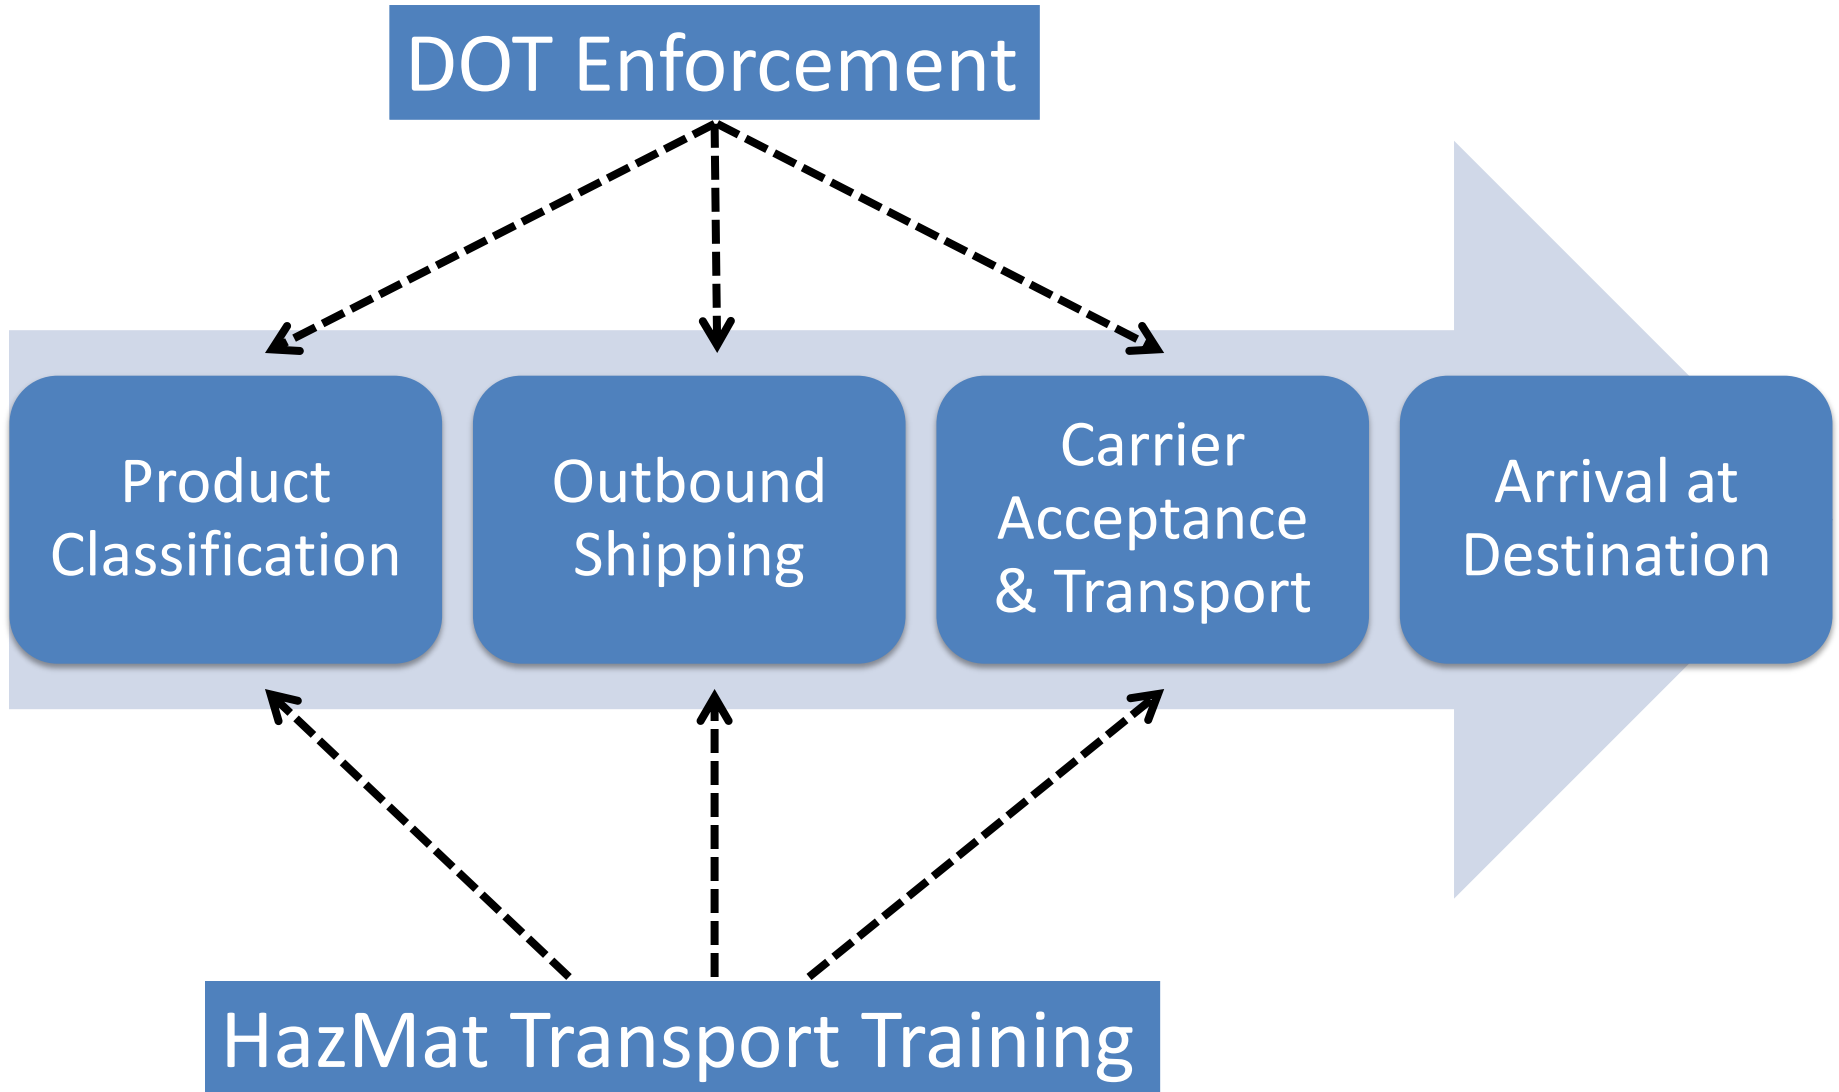 DOT Enforcement
Product
Classification
Outbound
Shipping
Carrier
Acceptance
& Transport
Arrival at
Destination
HazMat Transport Training